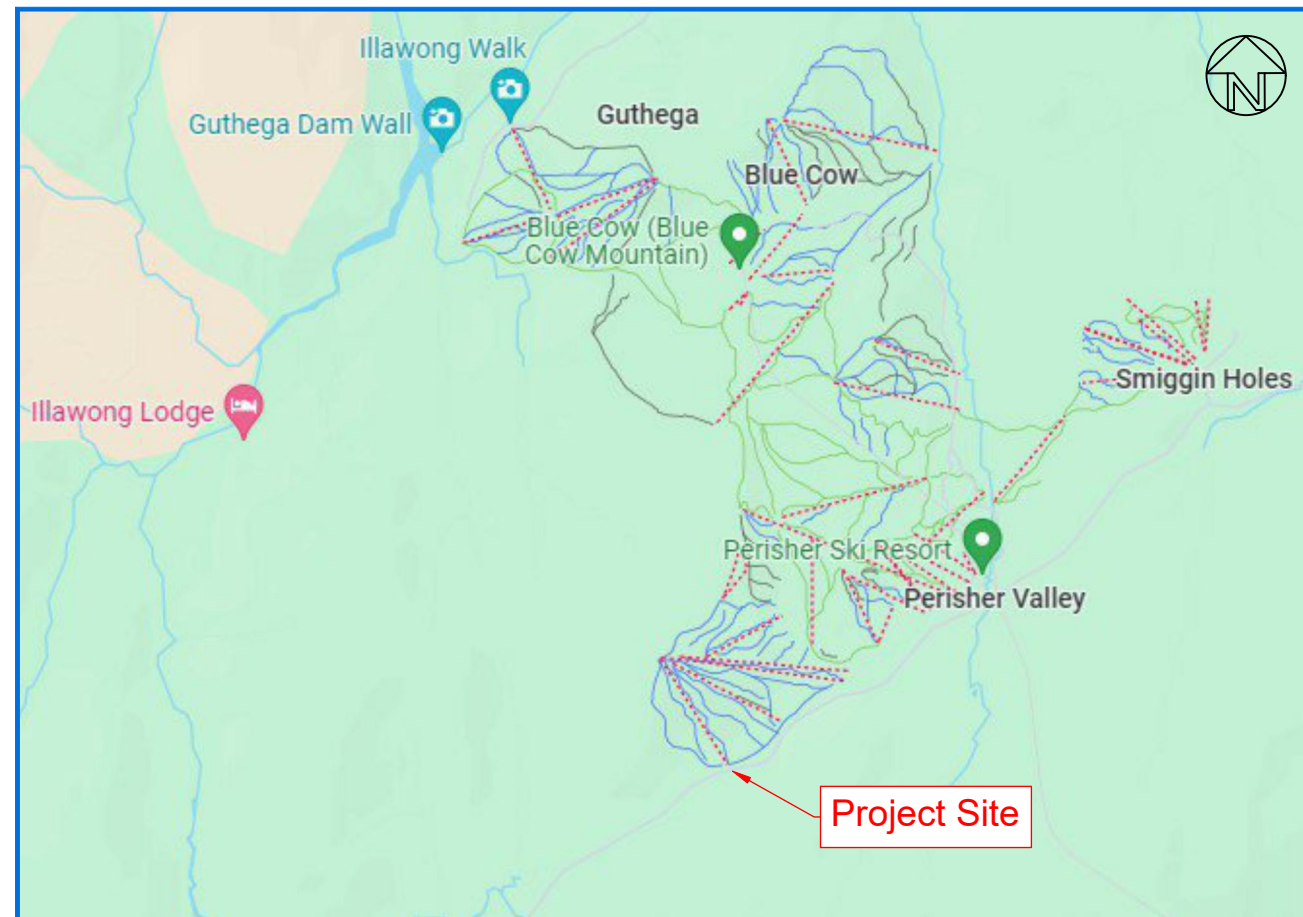 Illawong Walk
Guthega Dam Wall
Guthega
N
Blue Cow
Blue Cow (Blue
Cow Mountain)
Smiggin Holes
Illawong Lodge
Perisher Ski Resort
Perisher Valley
Project Site